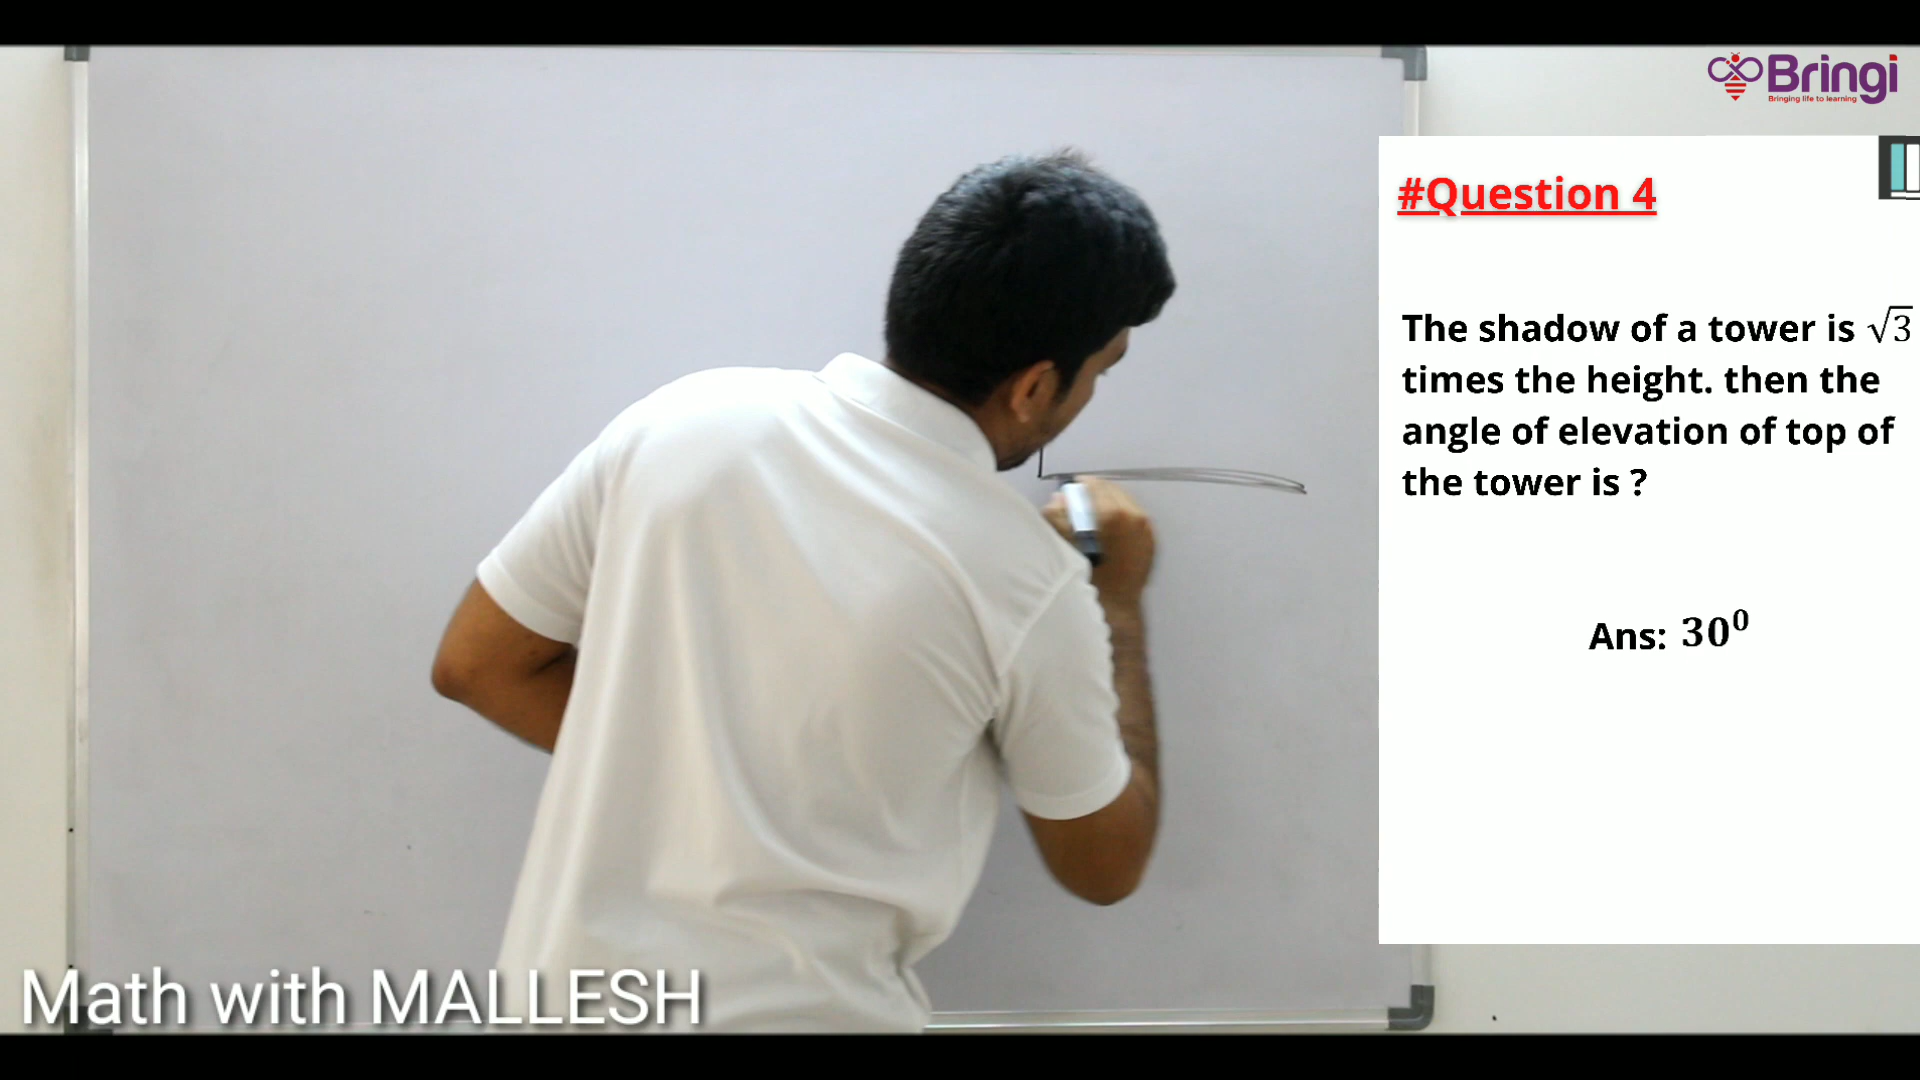 Bringi
Bringing life to learning
#Question 4
The shadow of a tower is √3
times the height. then the
angle of elevation of top of
the tower is ?
Ans: 30⁰
Math with MALLESH